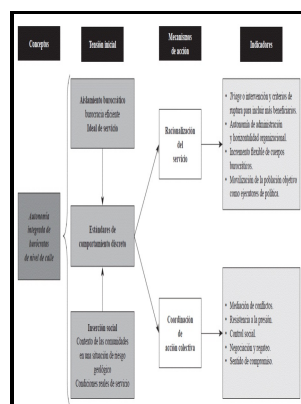 Conceptos
Tensión inicial
Mecanismos
de acción
Indicadores
Autonomía
integrada de
burócratas
de nivel de calle
Aislamiento burocrático
burocracia eficiente
Ideal de servicio
Estándares de
comportamiento discreto
Inserción social
Contexto de las comunidades
en una situación de riesgo
geológico
Condiciones reales de servicio
Racionalización
del
servicio
Coordinación
de
acción colectiva
• Triage o intervención y criterios de
ruptura para incluir más beneficiarios.
• Autonomía de administración
y horizontalidad organizacional.
• Incremento flexible de cuerpos
burocráticos.
• Movilización de la población objetivo
como ejecutores de política.
• Mediación de conflictos.
• Resistencia a la presión.
• Control social.
• Negociación y regateo.
• Sentido de compromiso.